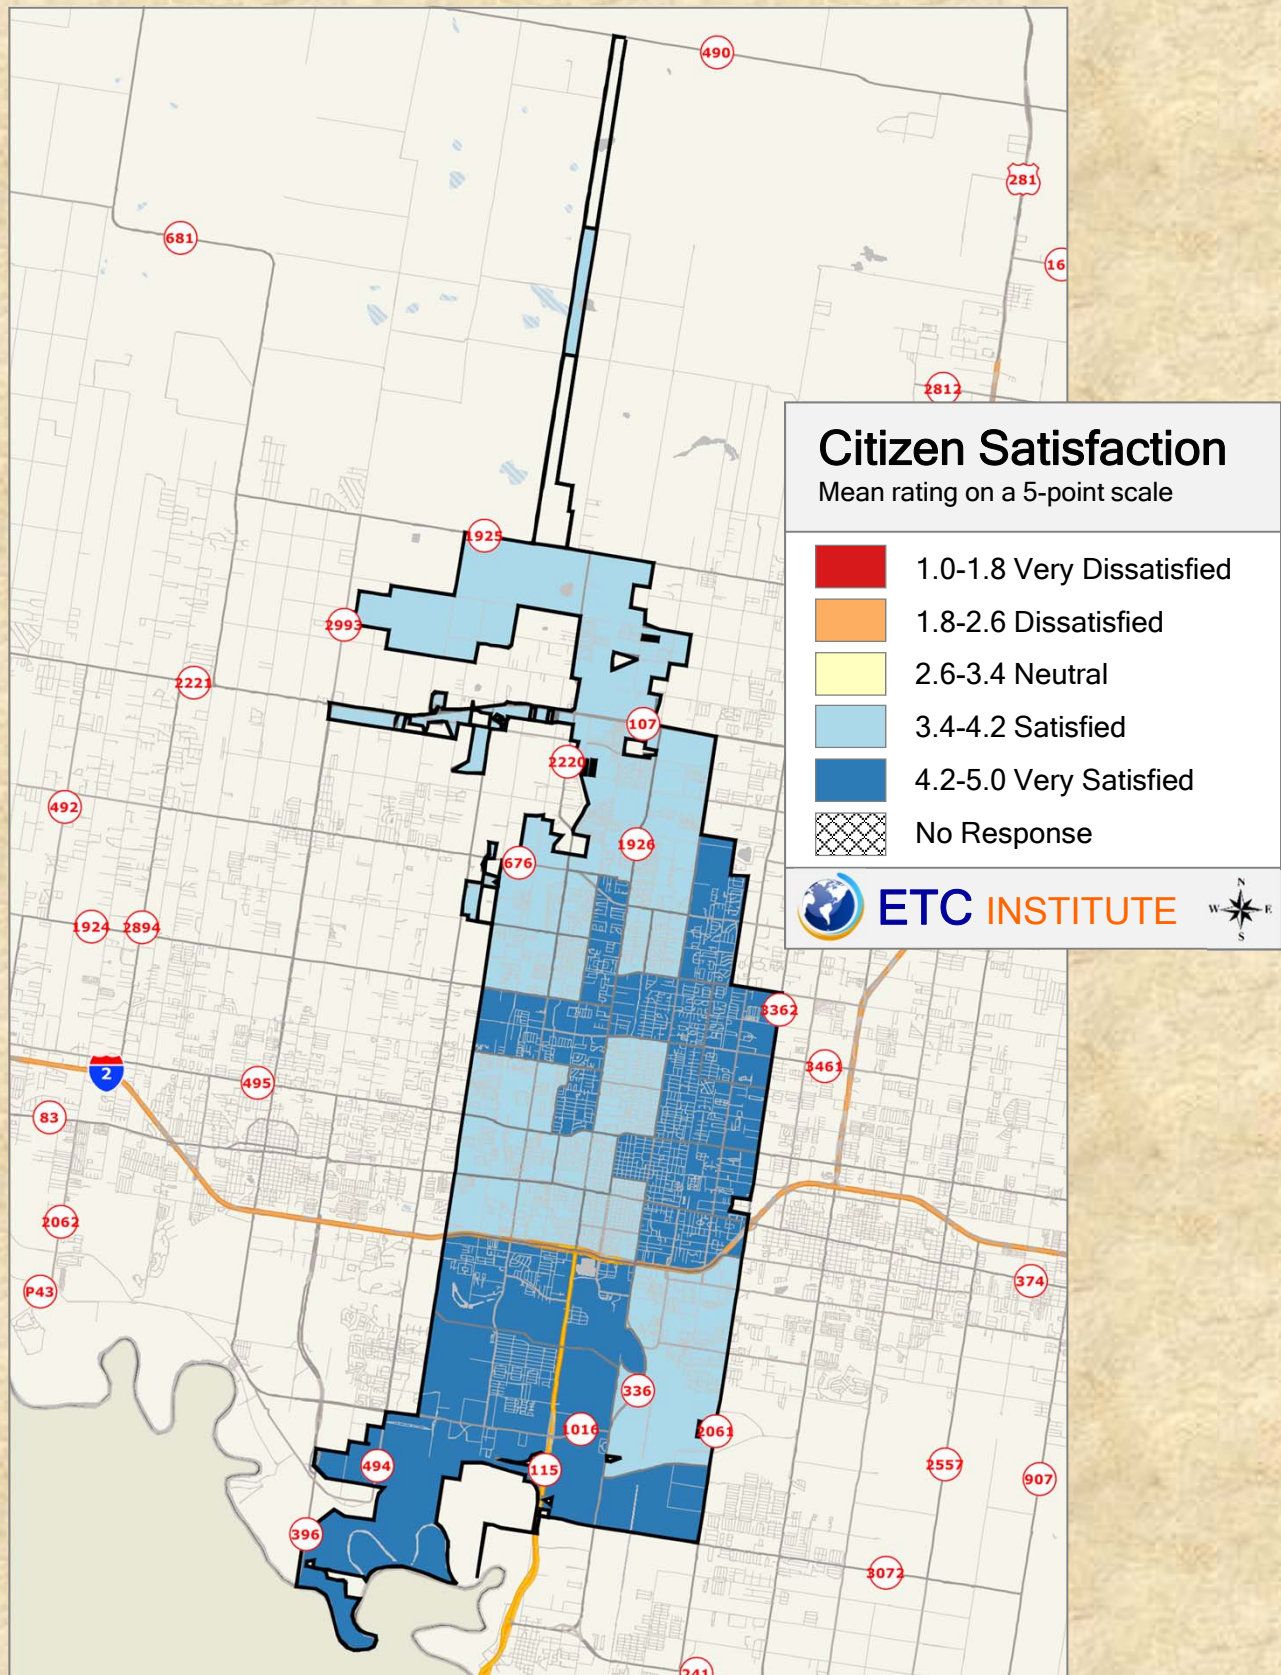 490
281
681
16
2812
Citizen Satisfaction
Mean rating on a 5-point scale
1.0-1.8 Very Dissatisfied
1.8-2.6 Dissatisfied
2.6-3.4 Neutral
3.4-4.2 Satisfied
4.2-5.0 Very Satisfied
No Response
ETC INSTITUTE
N
W
E
S
1925
2993
2221
107
2220
492
1926
676
1924
2894
3362
3461
2
495
83
2062
P43
374
336
1016
2061
494
115
2557
907
396
3072
241